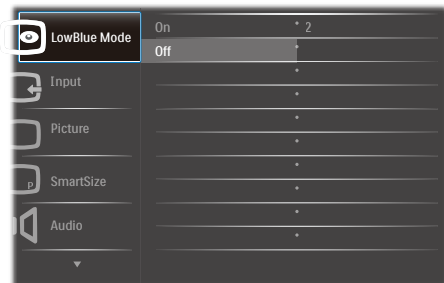 LowBlue Mode
On 2
Off
Input
Picture
P SmartSize
Audio